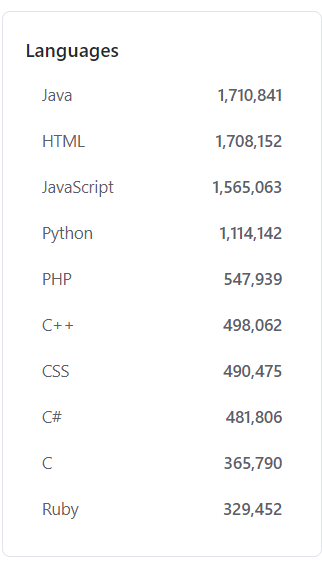 Languages
Java 1,710,841
HTML 1,708,152
JavaScript 1,565,063
Python 1,114,142
PHP 547,939
C++ 498,062
CSS 490,475
C# 481,806
C 365,790
Ruby 329,452